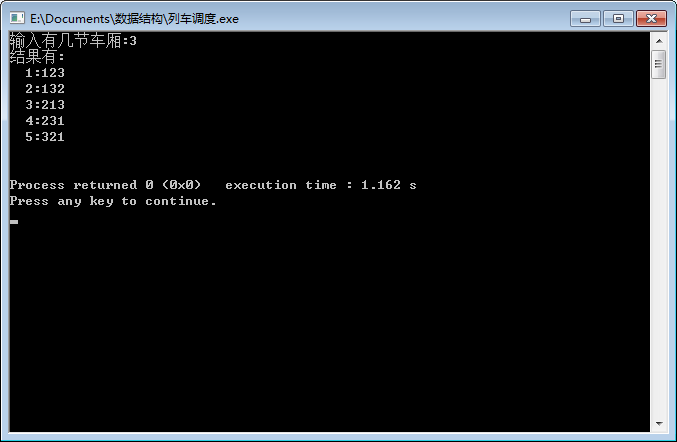 E:\Documents\数据结构\列车调度.exe
输入有几节车厢:3
结果有:
1:123
2:132
3:213
4:231
5:321
Process returned 0 (0x0)   execution time : 1.162 s
Press any key to continue.